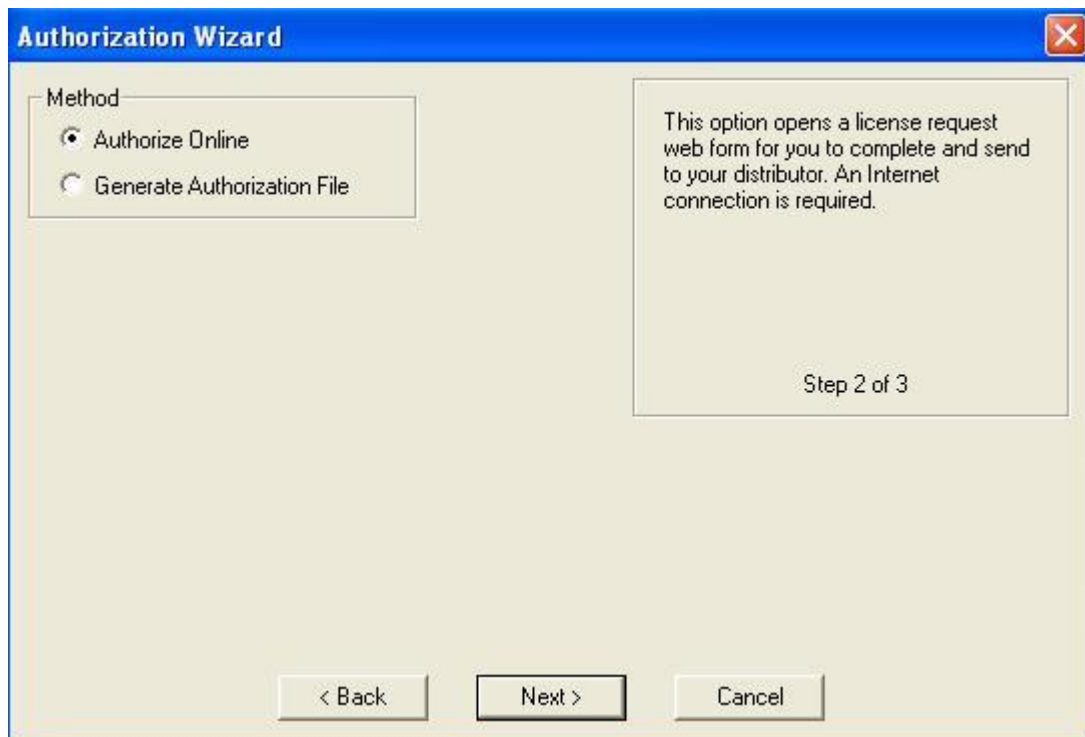 Authorization Wizard
Method
Authorize Online
Generate Authorization File
This option opens a license request
web form for you to complete and send
to your distributor. An Internet
connection is required.
Step 2 of 3
< Back
Next >
Cancel